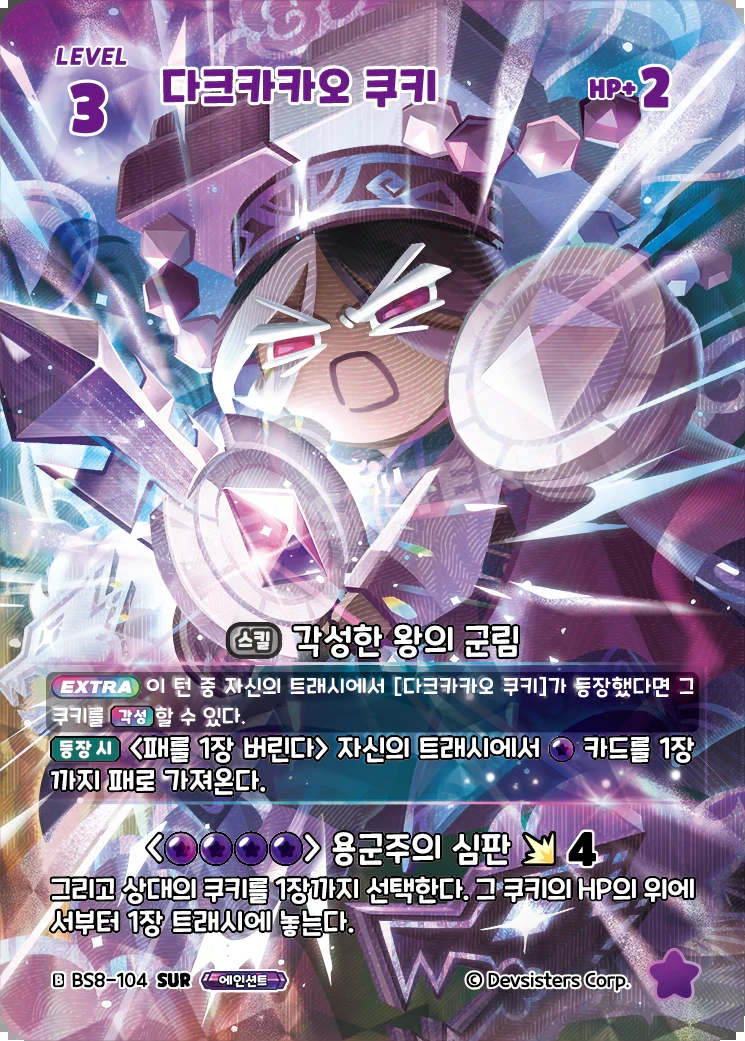 LEVEL
3
다크카카오 쿠키
HP+2
스킬 각성한 왕의 군림
EXTRA 이 턴 중 자신의 트래시에서 [다크카카오 쿠키]가 등장했다면 그
쿠키를 각성 할 수 있다.
등장 시 <패를 1장 버린다> 자신의 트래시에서 카드를 1장
까지 패로 가져온다.
< > 용군주의 심판 4
그리고 상대의 쿠키를 1장까지 선택한다. 그 쿠키의 HP의 위에
서부터 1장 트래시에 놓는다.
B BS8-104 SUR 에인션트
© Devsisters Corp.